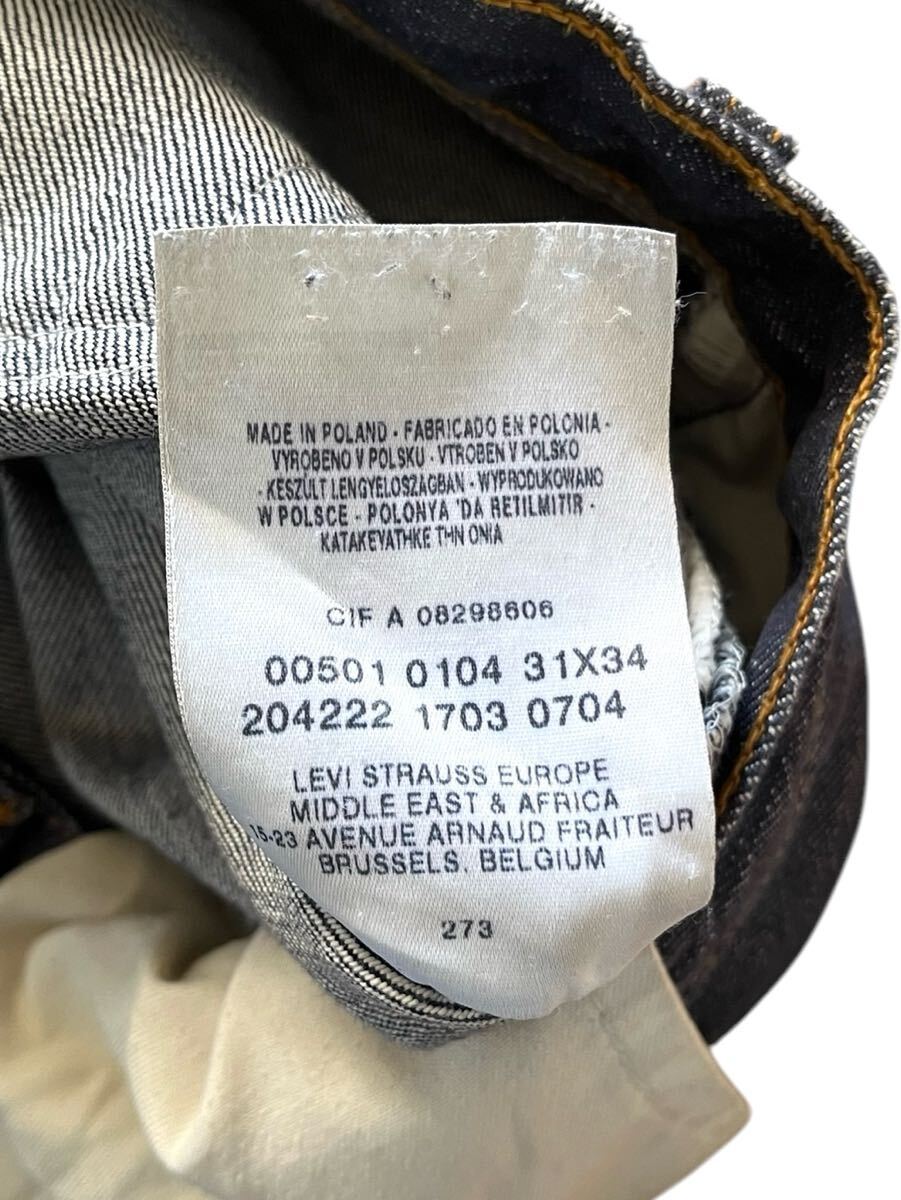 MADE IN POLAND - FABRICADO EN POLONIA -
VYROBENO V POLSKU - VTROBEN V POLSKO
- KESZULT LENGYELOSZAGBAN - WYPRODUKOWANO
W POLSCE - POLONYA 'DA RETILMITIR -
KATAKEYATHKE THN ONIA
CIF A 08298606
00501 0104 31X34
204222 1703 0704
LEVI STRAUSS EUROPE
MIDDLE EAST & AFRICA
15-23 AVENUE ARNAUD FRAITEUR
BRUSSELS. BELGIUM
273